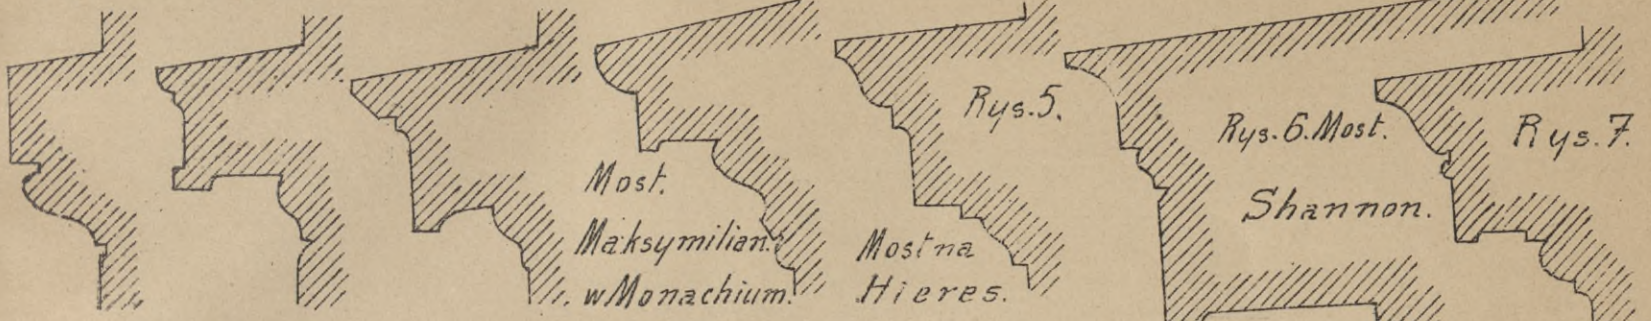 Most.
Maksymilian.
w Monachium.
Rys. 5.
Most na
Hieres.
Rys. 6. Most.
Shannon.
Rys. 7.